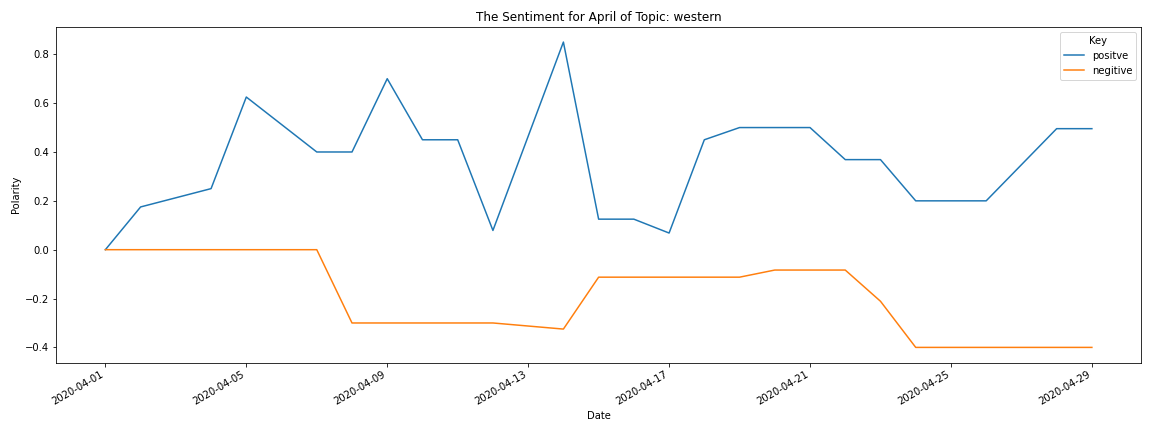 The Sentiment for April of Topic: western
Key
positve
negitive
0.8
0.6
0.4
0.2
0.0
−0.2
−0.4
Polarity
2020-04-01
2020-04-05
2020-04-09
2020-04-13
2020-04-17
2020-04-21
2020-04-25
2020-04-29
Date